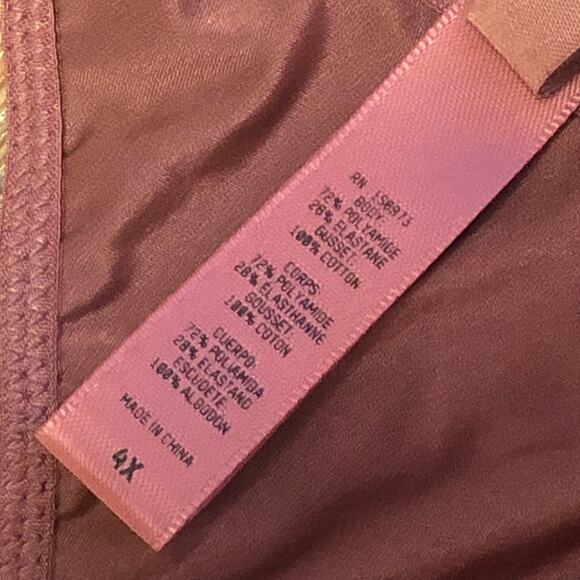 RN 156973
BODY:
72% POLYAMIDE
28% ELASTANE
GUSSET:
100% COTTON
CORPS:
72% POLYAMIDE
28% ELASTHANNE
GOUSSET:
100% COTON
CUERPO:
72% POLIAMIDA
28% ELASTANO
ESCUDETE:
100% ALGODON
MADE IN CHINA
4X